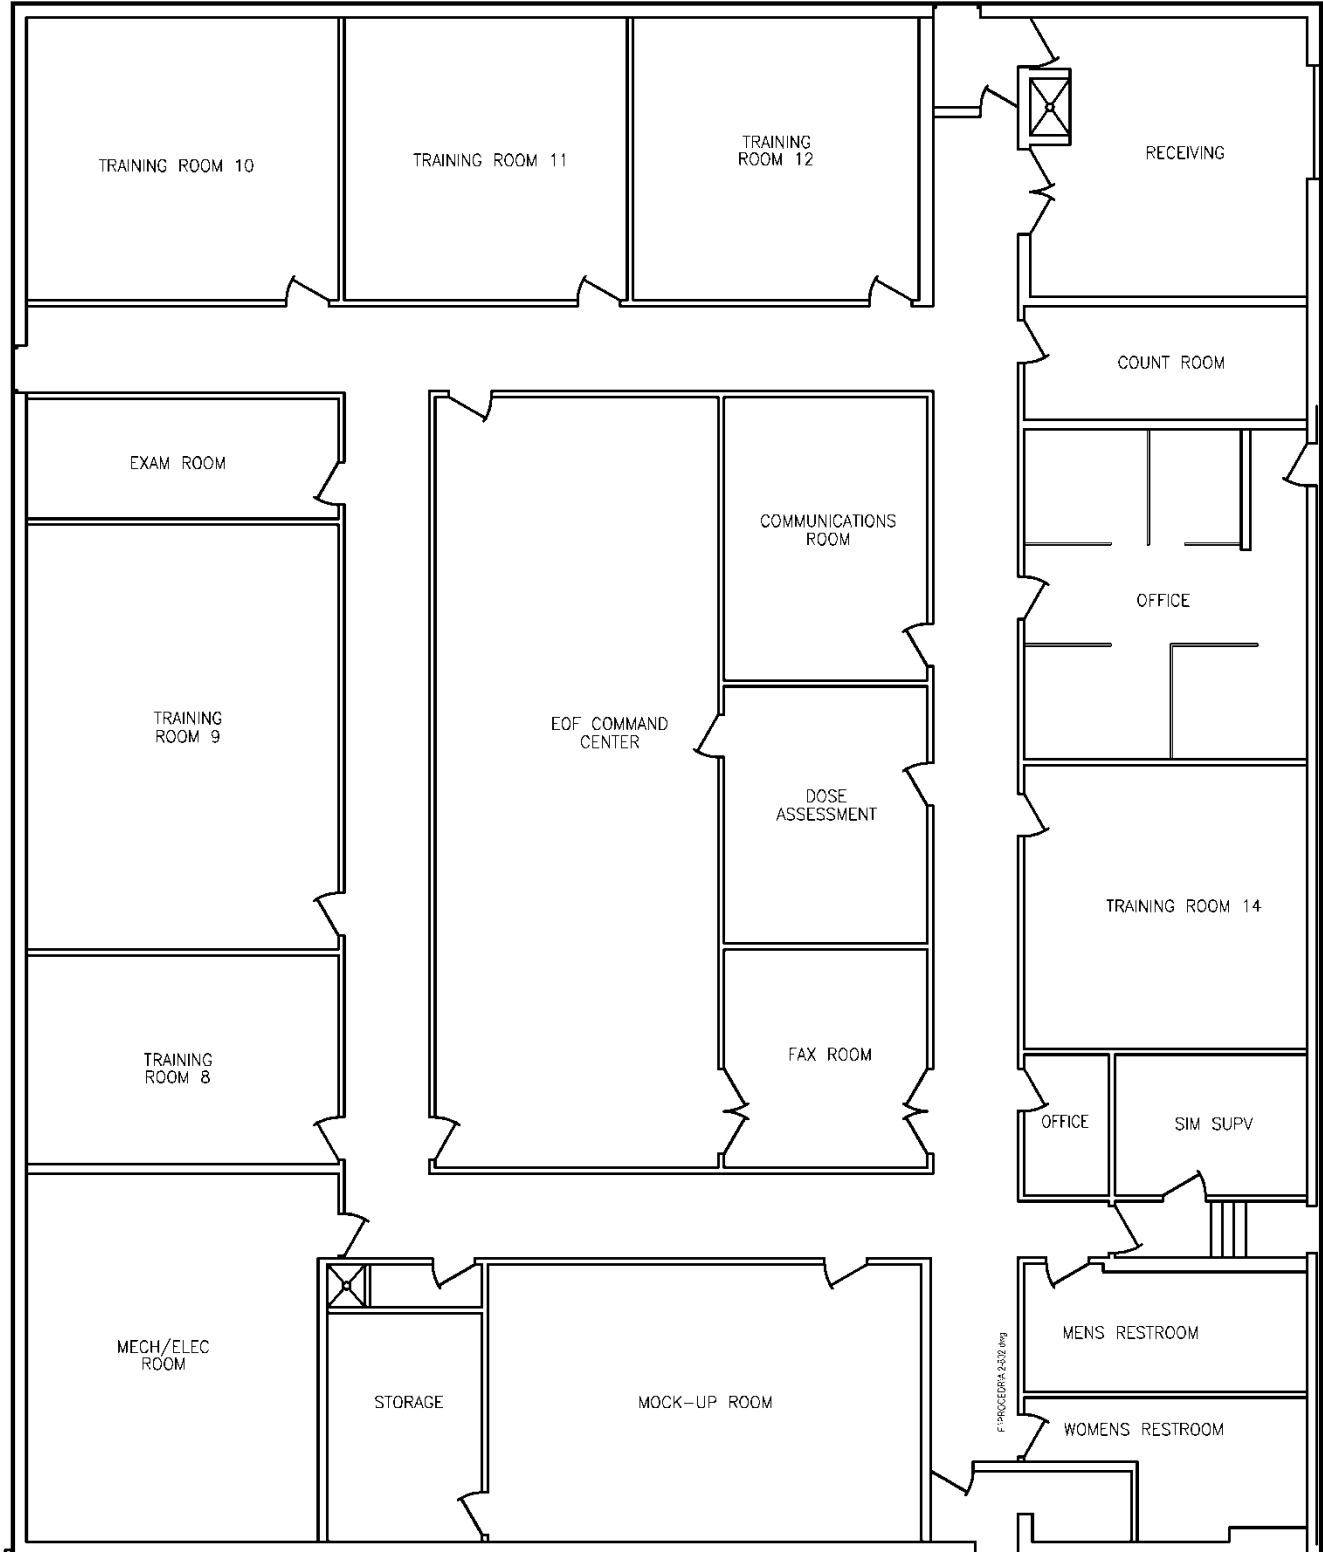 TRAINING ROOM 10
TRAINING ROOM 11
TRAINING
ROOM 12
RECEIVING
COUNT ROOM
EXAM ROOM
COMMUNICATIONS
ROOM
OFFICE
TRAINING
ROOM 9
EOF COMMAND
CENTER
DOSE
ASSESSMENT
TRAINING ROOM 14
TRAINING
ROOM 8
FAX ROOM
OFFICE
SIM SUPV
MECH/ELEC
ROOM
STORAGE
MOCK-UP ROOM
MENS RESTROOM
WOMENS RESTROOM